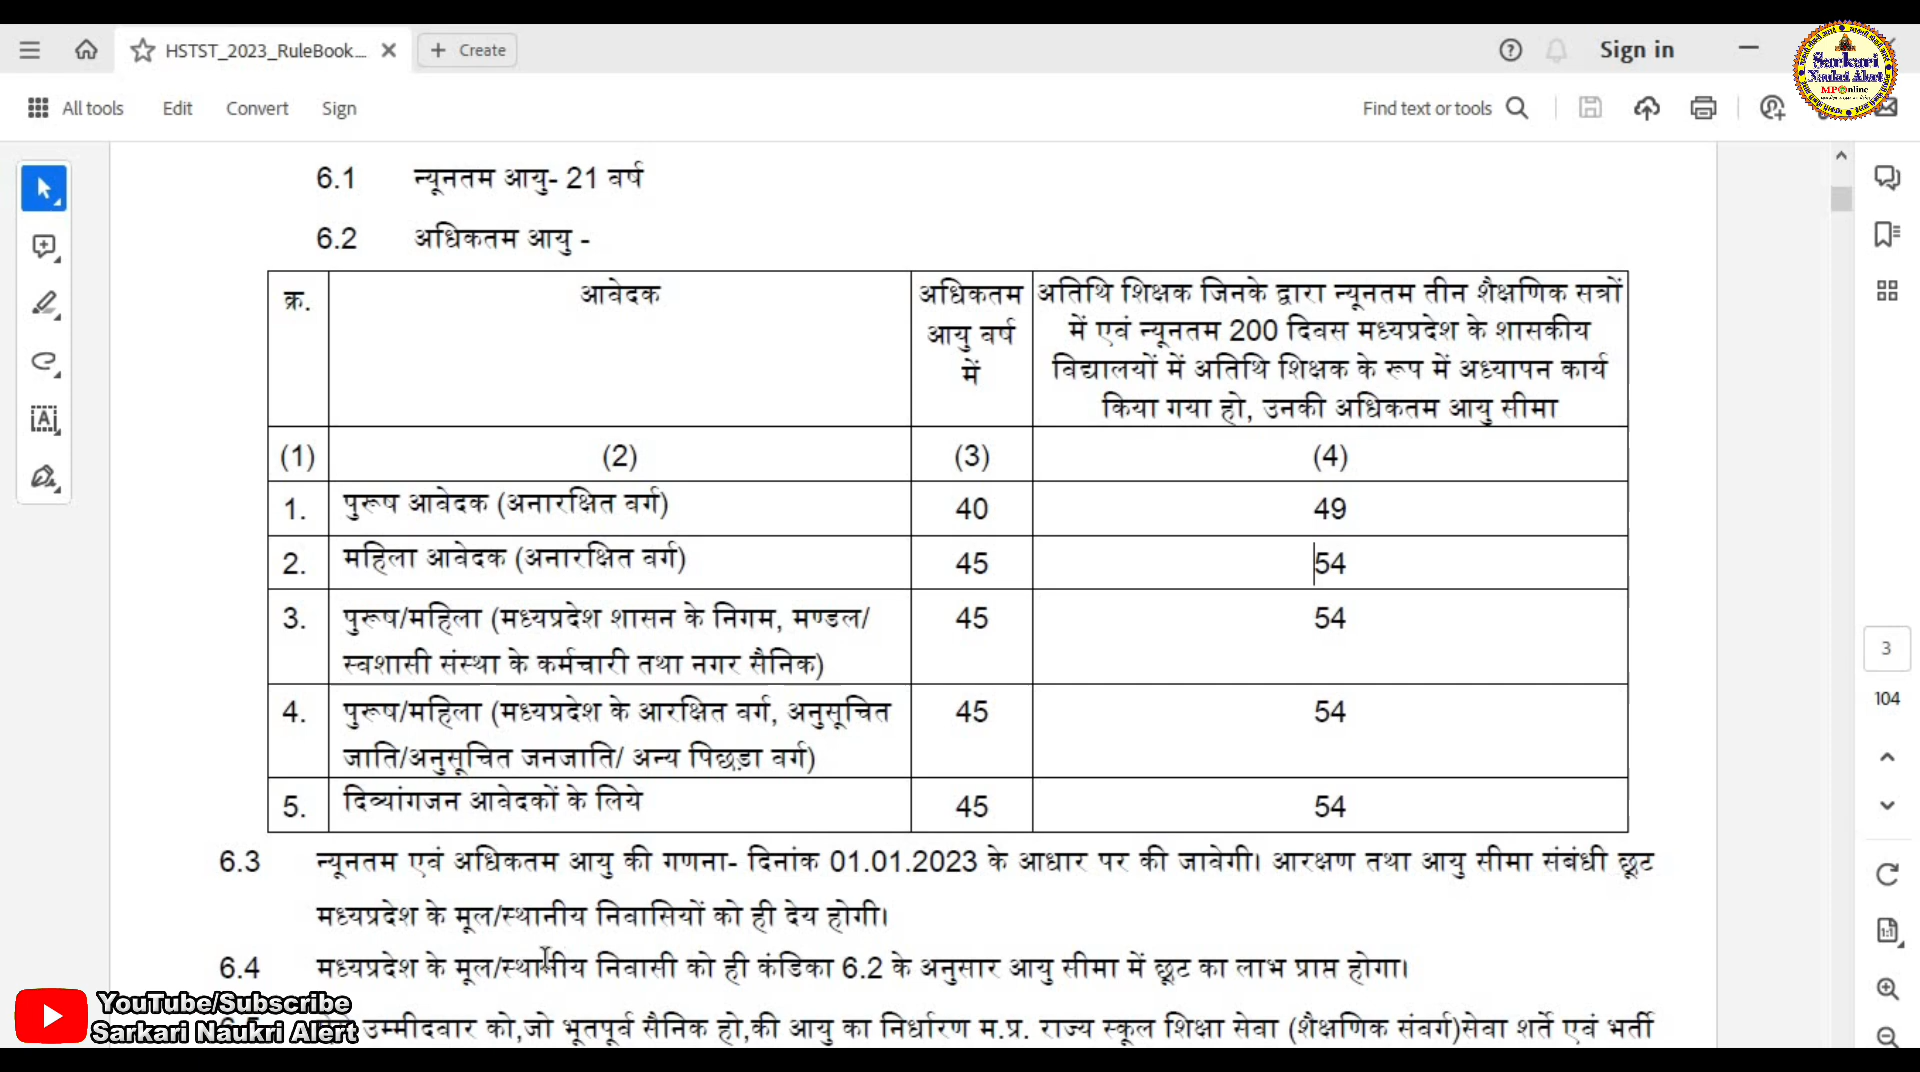 HSTST_2023_RuleBook_...
+ Create
Sign in
All tools Edit Convert Sign
Find text or tools
Sarkari
Naukri Alert
MPOnline
6.1 न्यूनतम आयु- 21 वर्ष
6.2 अधिकतम आयु -
क्र. आवेदक अधिकतम आयु वर्ष में अतिथि शिक्षक जिनके द्वारा न्यूनतम तीन शैक्षणिक सत्रों
में एवं न्यूनतम 200 दिवस मध्यप्रदेश के शासकीय
विद्यालयों में अतिथि शिक्षक के रूप में अध्यापन कार्य
किया गया हो, उनकी अधिकतम आयु सीमा
(1) (2) (3) (4)
1. पुरूष आवेदक (अनारक्षित वर्ग) 40 49
2. महिला आवेदक (अनारक्षित वर्ग) 45 54
3. पुरूष/महिला (मध्यप्रदेश शासन के निगम, मण्डल/ 45 54
स्वशासी संस्था के कर्मचारी तथा नगर सैनिक)
4. पुरूष/महिला (मध्यप्रदेश के आरक्षित वर्ग, अनुसूचित 45 54
जाति/अनुसूचित जनजाति/ अन्य पिछड़ा वर्ग)
5. दिव्यांगजन आवेदकों के लिये 45 54
6.3 न्यूनतम एवं अधिकतम आयु की गणना- दिनांक 01.01.2023 के आधार पर की जावेगी। आरक्षण तथा आयु सीमा संबंधी छूट
मध्यप्रदेश के मूल/स्थानीय निवासियों को ही देय होगी।
6.4 मध्यप्रदेश के मूल/स्थानीय निवासी को ही कंडिका 6.2 के अनुसार आयु सीमा में छूट का लाभ प्राप्त होगा।
उम्मीदवार को,जो भूतपूर्व सैनिक हो,की आयु का निर्धारण म.प्र. राज्य स्कूल शिक्षा सेवा (शैक्षणिक संवर्ग)सेवा शर्ते एवं भर्ती
3
104
YouTube/Subscribe
Sarkari Naukri Alert